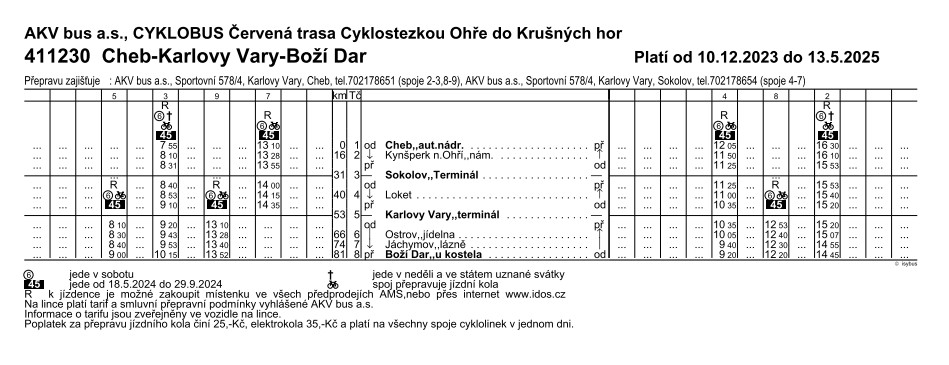 AKV bus a.s., CYKLOBUS Červená trasa Cyklostezkou Ohře do Krušných hor
411230 Cheb-Karlovy Vary-Boží Dar Platí od 10.12.2023 do 13.5.2025
Přepravu zajišťuje : AKV bus a.s., Sportovní 578/4, Karlovy Vary, Cheb, tel.702178651 (spoje 2-3,8-9), AKV bus a.s., Sportovní 578/4, Karlovy Vary, Sokolov, tel.702178654 (spoje 4-7)
5 3 9 7 km Tč 4 8 2
R R
⑥ † R R ⑥ †
⑥ ⑥
45 45 45 45
... ... ... ... ... 7 55 ... ... ... 13 10 ... ... 0 1 od Cheb,,aut.nádr. př ... ... ... ... 12 05 ... ... ... 16 30 ... ... ...
... ... ... ... ... 8 10 ... ... ... 13 28 ... ... 16 2 ↓ Kynšperk n.Ohří,,nám. ↑ ... ... ... ... 11 50 ... ... ... 16 10 ... ... ...
... ... ... ... ... 8 31 ... ... ... 13 55 ... ... př od ... ... ... ... ... ... ... 15 53 ... ... ...
31 3 Sokolov,,Terminál
... ... ... R 8 40 ... R ... 14 00 ... ... od př ... ... ... ... 11 25 ... R ... 15 53 ... ... ...
... ... ... ⑥ ... 8 53 ... ⑥ ... 14 15 ... ... 40 4 ↓ Loket ↑ ... ... ... ... 11 00 ... ⑥ ... 15 40 ... ... ...
... ... ... 45 ... 9 10 ... 45 ... 14 35 ... ... př od ... ... ... ... 10 35 ... 45 ... 15 20 ... ... ...
53 5 Karlovy Vary,,terminál
... ... ... 8 10 ... 9 20 ... 13 10 ... ... ... ... od př ... ... ... ... 10 35 ... 12 53 ... 15 20 ... ... ...
... ... ... 8 30 ... 9 43 ... 13 28 ... ... ... ... 66 6 Ostrov,,jídelna ... ... ... ... 10 05 ... 12 30 ... 15 07 ... ... ...
... ... ... 8 40 ... 9 53 ... 13 40 ... ... ... ... 74 7 ↓ Jáchymov,,lázně ... ... ... ... 9 40 ... 12 40 ... 14 55 ... ... ...
... ... ... 9 00 ... 10 15 ... 13 52 ... ... ... ... 81 8 př Boží Dar,,u kostela od ... ... ... ... 9 20 ... 12 20 ... 14 45 ... ... ...
© isybus
⑥ jede v sobotu † jede v neděli a ve státem uznané svátky
45 jede od 18.5.2024 do 29.9.2024 spoj přepravuje jízdní kola
R k jízdence je možné zakoupit místenku ve všech předprodejích AMS,nebo přes internet www.idos.cz
Na lince platí tarif a smluvní přepravní podmínky vyhlášené AKV bus a.s.
Informace o tarifu jsou zveřejněny ve vozidle na lince.
Poplatek za přepravu jízdního kola činí 25,-Kč, elektrokola 35,-Kč a platí na všechny spoje cyklolinek v jednom dni.